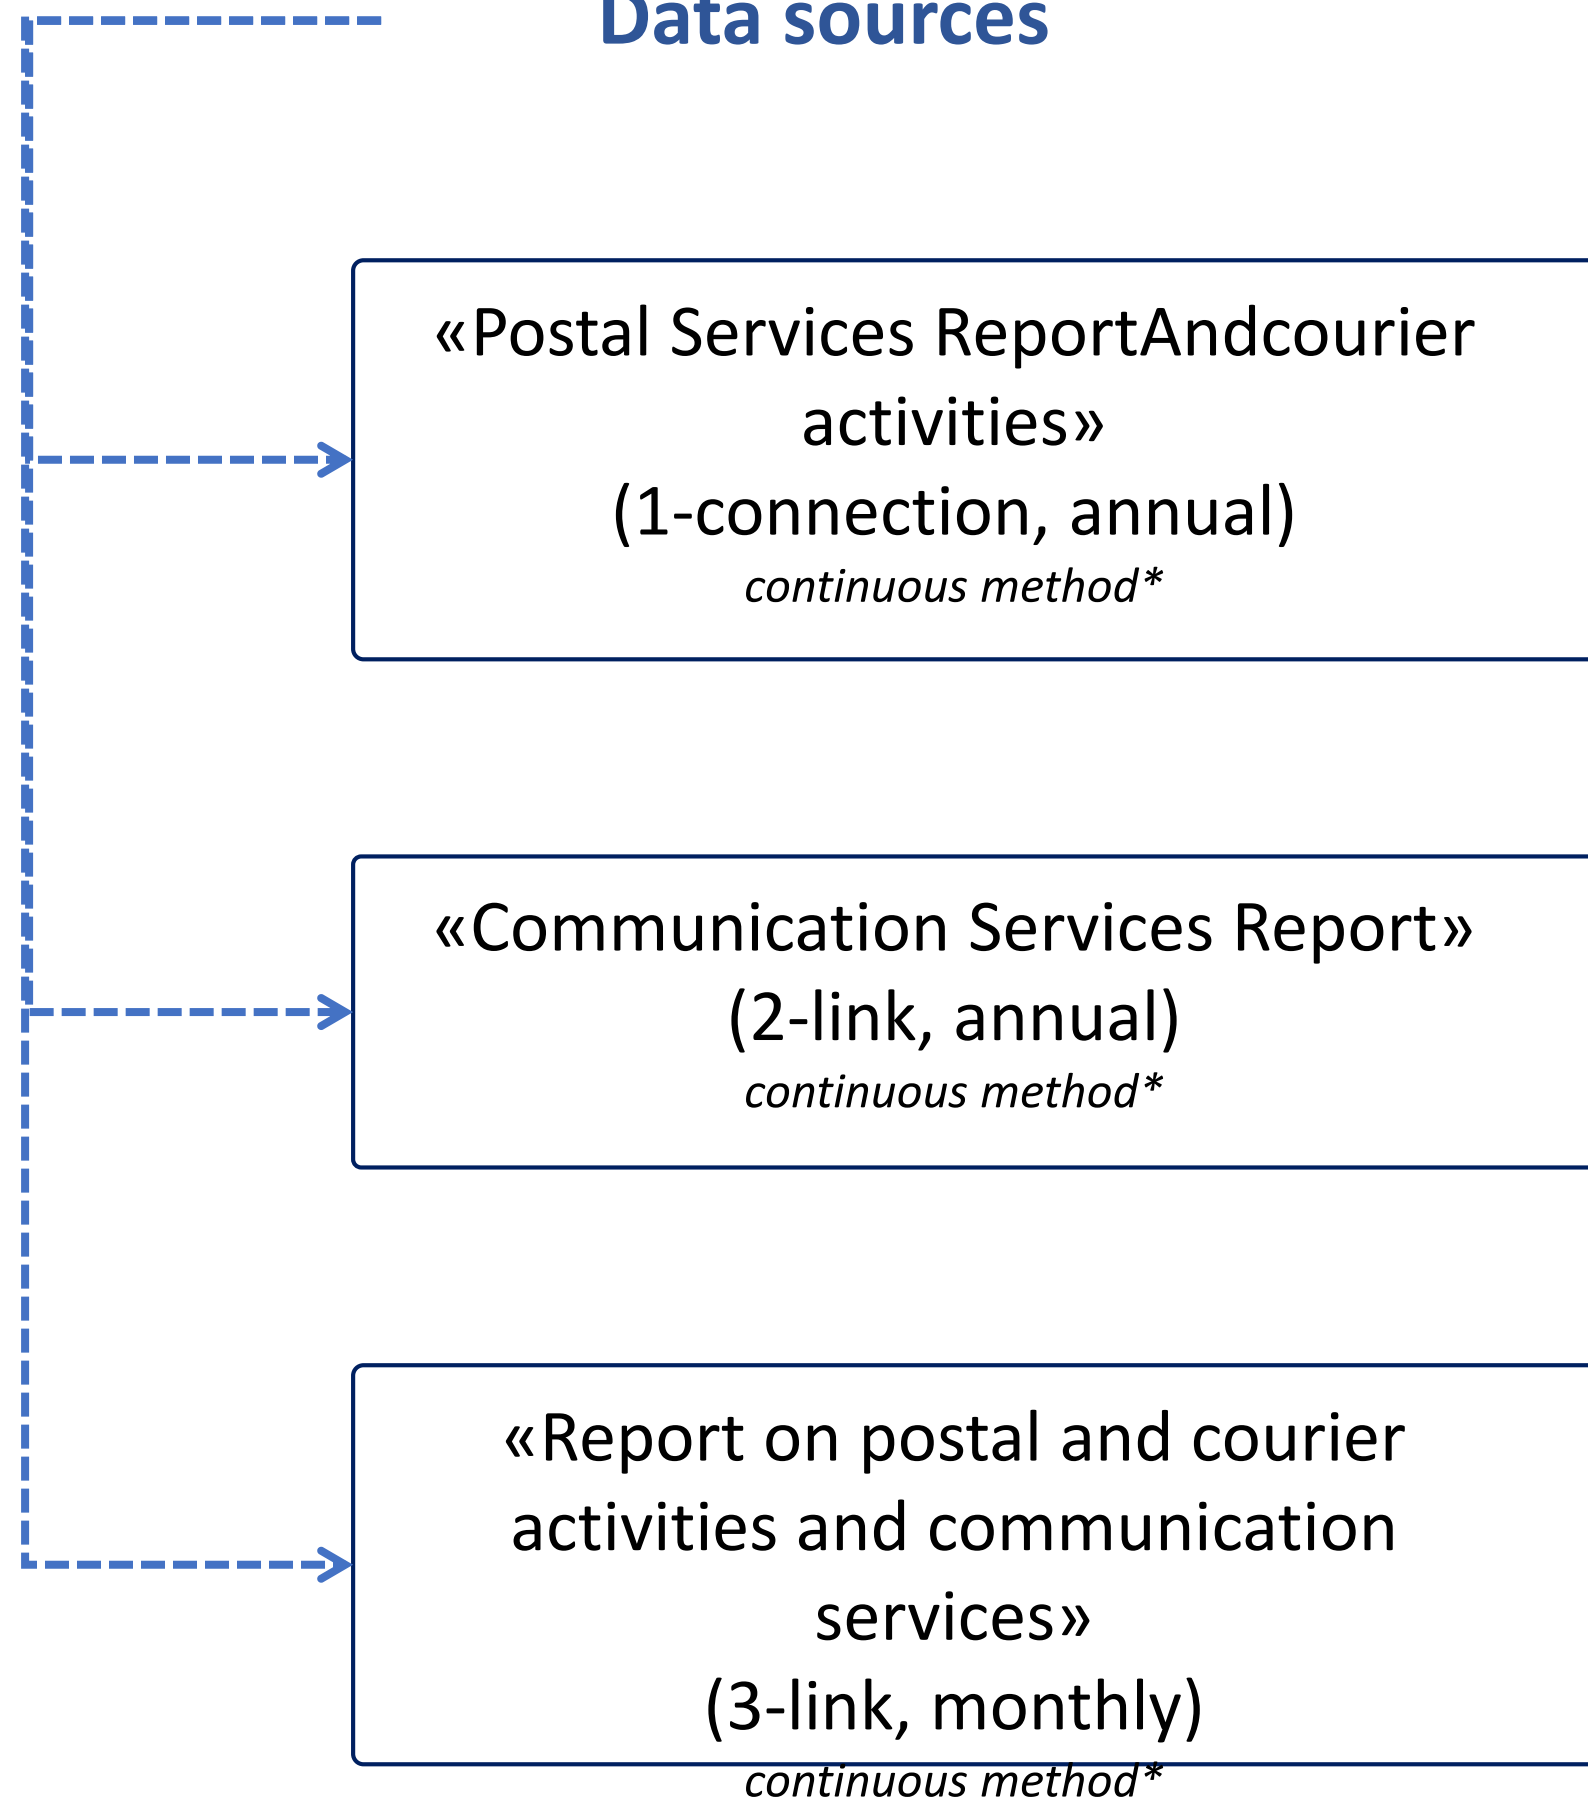 Data sources
«Postal Services ReportAndcourier
activities»
(1-connection, annual)
continuous method*
«Communication Services Report»
(2-link, annual)
continuous method*
«Report on postal and courier
activities and communication
services»
(3-link, monthly)
continuous method*